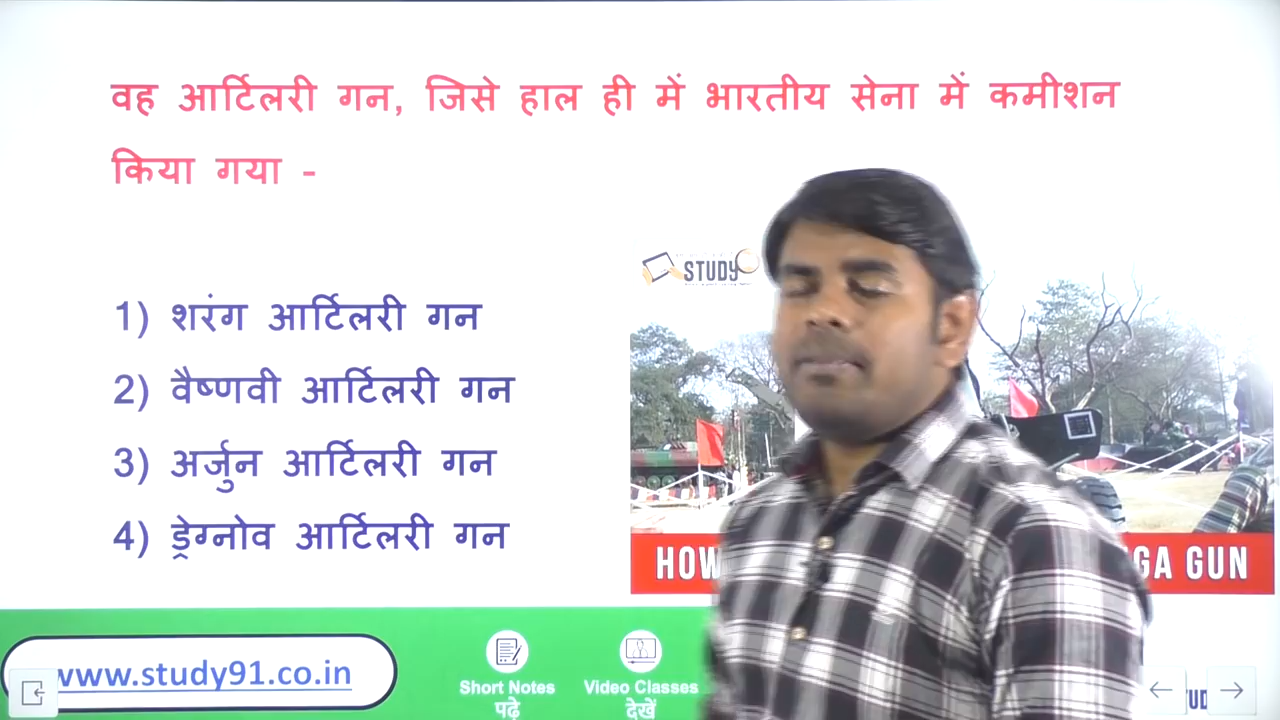 वह आर्टिलरी गन, जिसे हाल ही में भारतीय सेना में कमीशन
किया गया -
1) शरंग आर्टिलरी गन
2) वैष्णवी आर्टिलरी गन
3) अर्जुन आर्टिलरी गन
4) ड्रेग्नोव आर्टिलरी गन
STUDY
GUN
www.study91.co.in
Short Notes
पढ़े
Video Classes
देखें